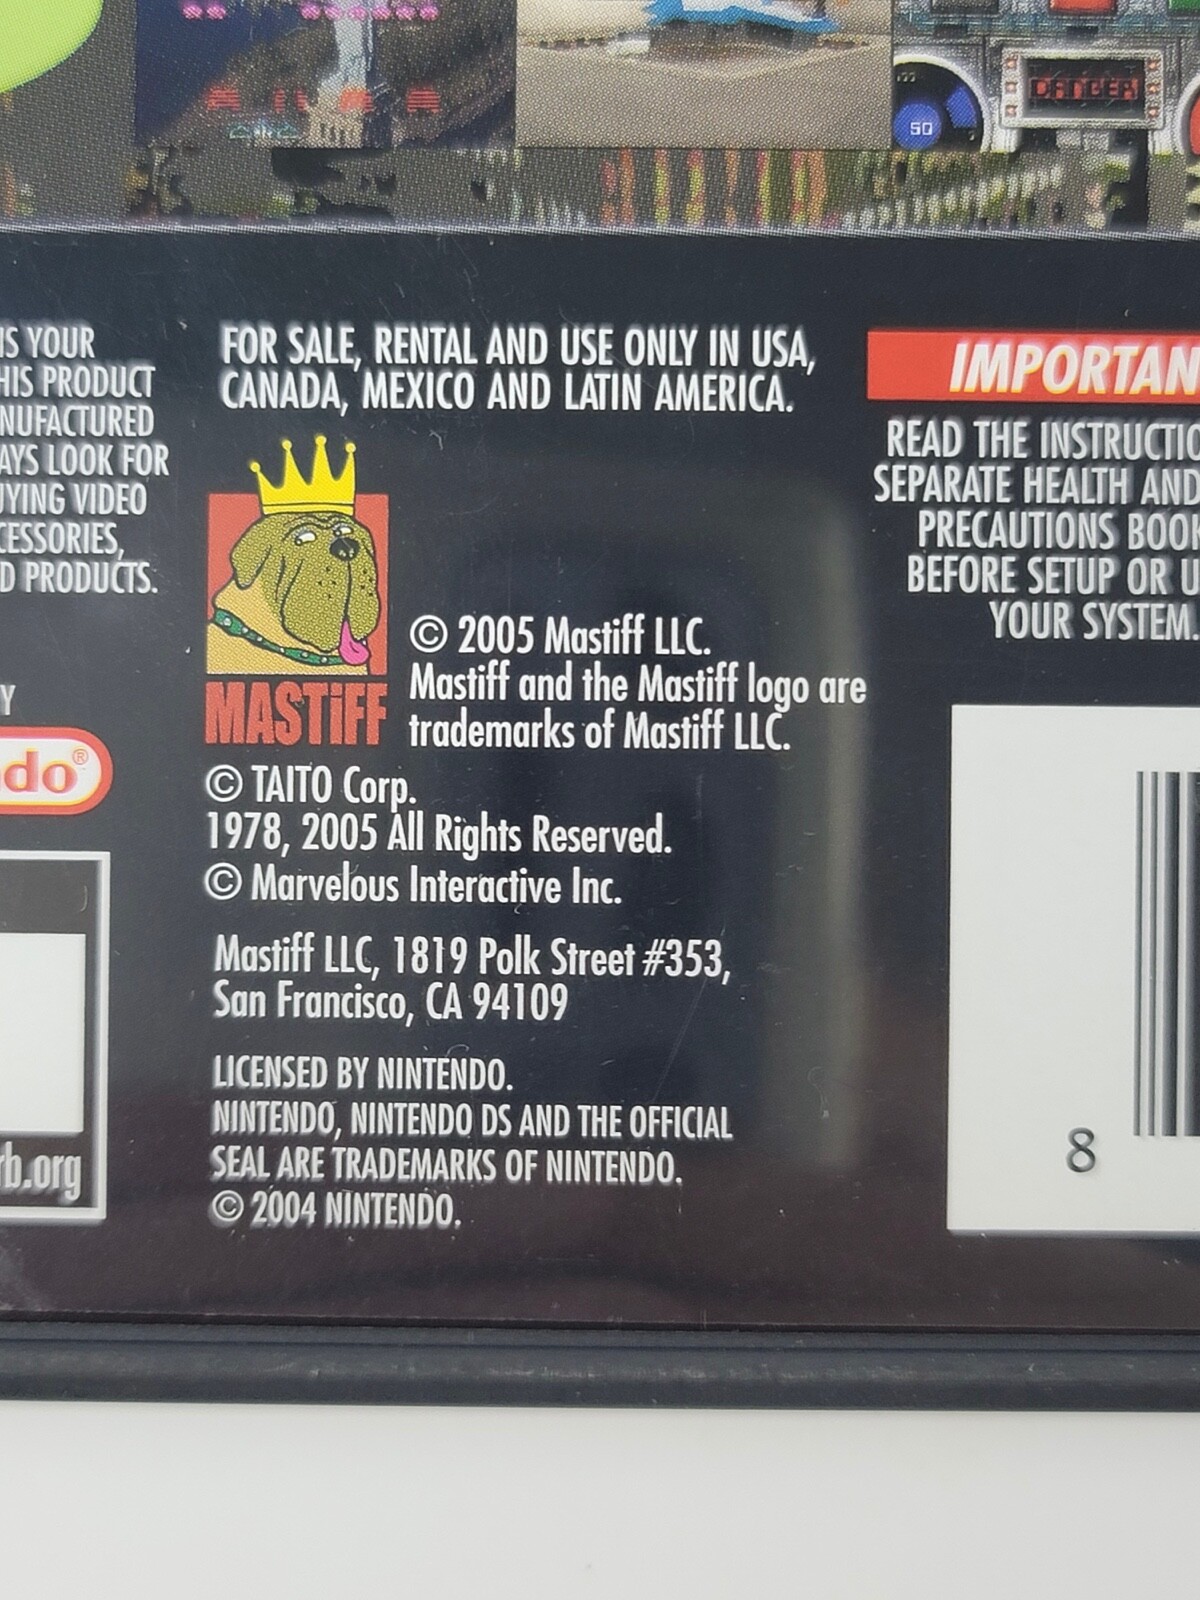 DANGER
50
IS YOUR
HIS PRODUCT
NUFACTURED
AYS LOOK FOR
UYING VIDEO
CESSORIES,
D PRODUCTS.
Y
do®
rb.org
FOR SALE, RENTAL AND USE ONLY IN USA,
CANADA, MEXICO AND LATIN AMERICA.
MASTiFF
© 2005 Mastiff LLC.
Mastiff and the Mastiff logo are
trademarks of Mastiff LLC.
© TAITO Corp.
1978, 2005 All Rights Reserved.
© Marvelous Interactive Inc.
Mastiff LLC, 1819 Polk Street #353,
San Francisco, CA 94109
LICENSED BY NINTENDO.
NINTENDO, NINTENDO DS AND THE OFFICIAL
SEAL ARE TRADEMARKS OF NINTENDO.
© 2004 NINTENDO.
IMPORTAN
READ THE INSTRUCTIO
SEPARATE HEALTH AND
PRECAUTIONS BOOK
BEFORE SETUP OR U
YOUR SYSTEM
8